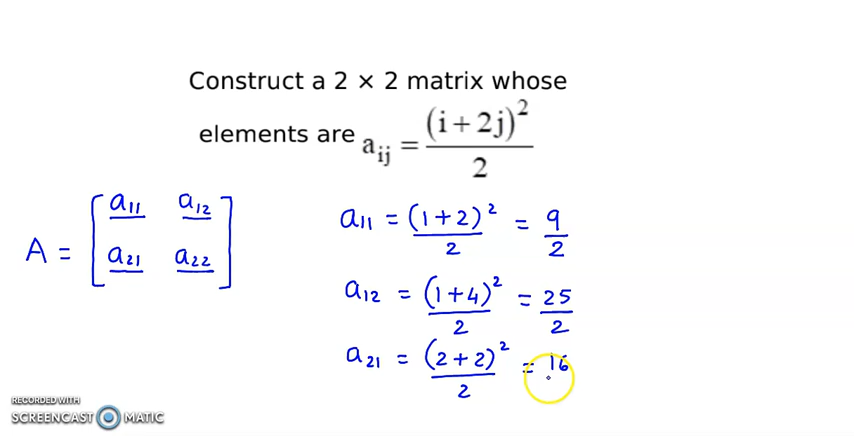 Construct a 2 × 2 matrix whose
elements are a_ij = (i+2j)^2 / 2
A = [ a11 a12
a21 a22 ]
a11 = (1+2)^2 / 2 = 9/2
a12 = (1+4)^2 / 2 = 25/2
a21 = (2+2)^2 / 2 = 16
RECORDED WITH
SCREENCAST MATIC